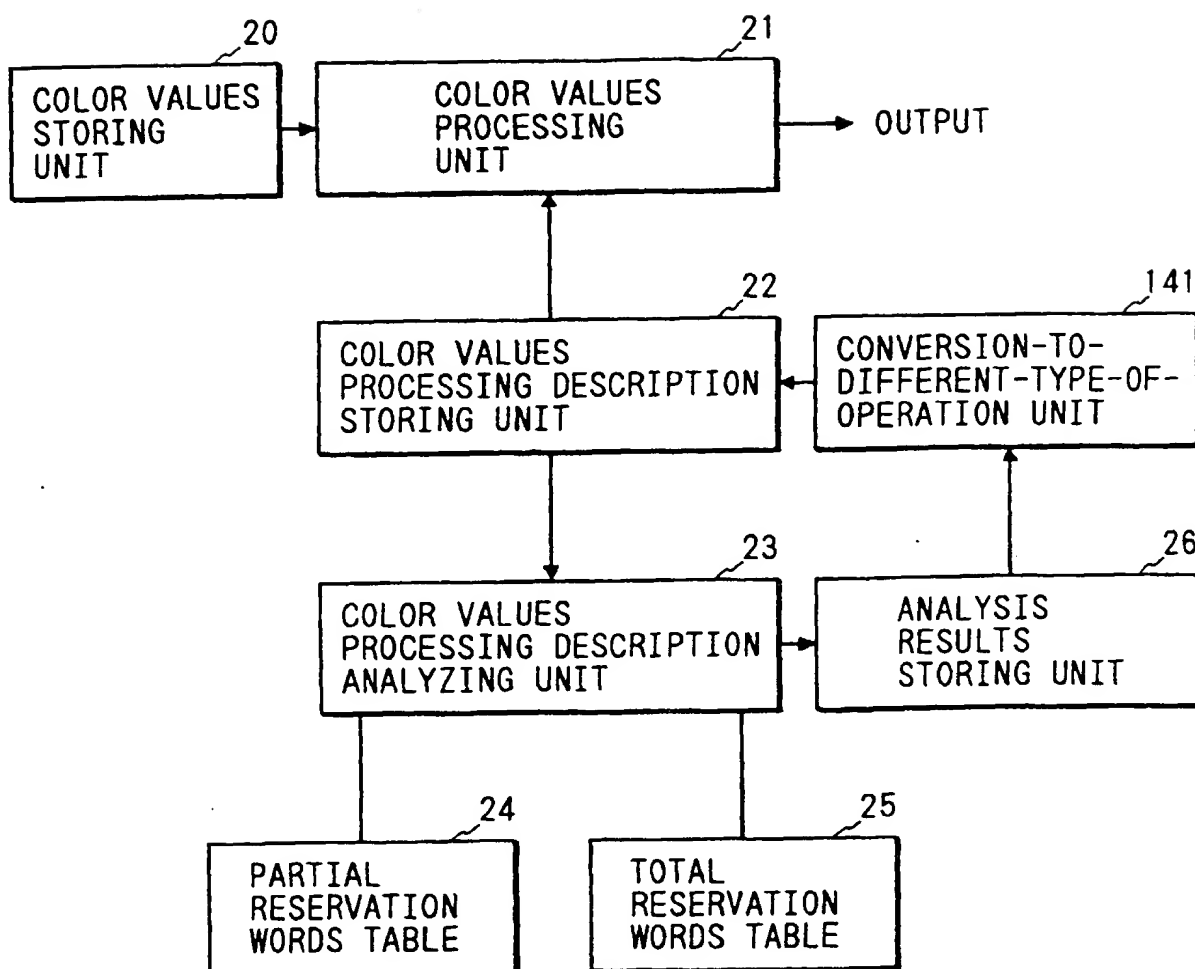 20
COLOR VALUES
STORING
UNIT
21
COLOR VALUES
PROCESSING
UNIT
OUTPUT
22
COLOR VALUES
PROCESSING DESCRIPTION
STORING UNIT
141
CONVERSION-TO-
DIFFERENT-TYPE-OF-
OPERATION UNIT
23
COLOR VALUES
PROCESSING DESCRIPTION
ANALYZING UNIT
26
ANALYSIS
RESULTS
STORING UNIT
24
PARTIAL
RESERVATION
WORDS TABLE
25
TOTAL
RESERVATION
WORDS TABLE